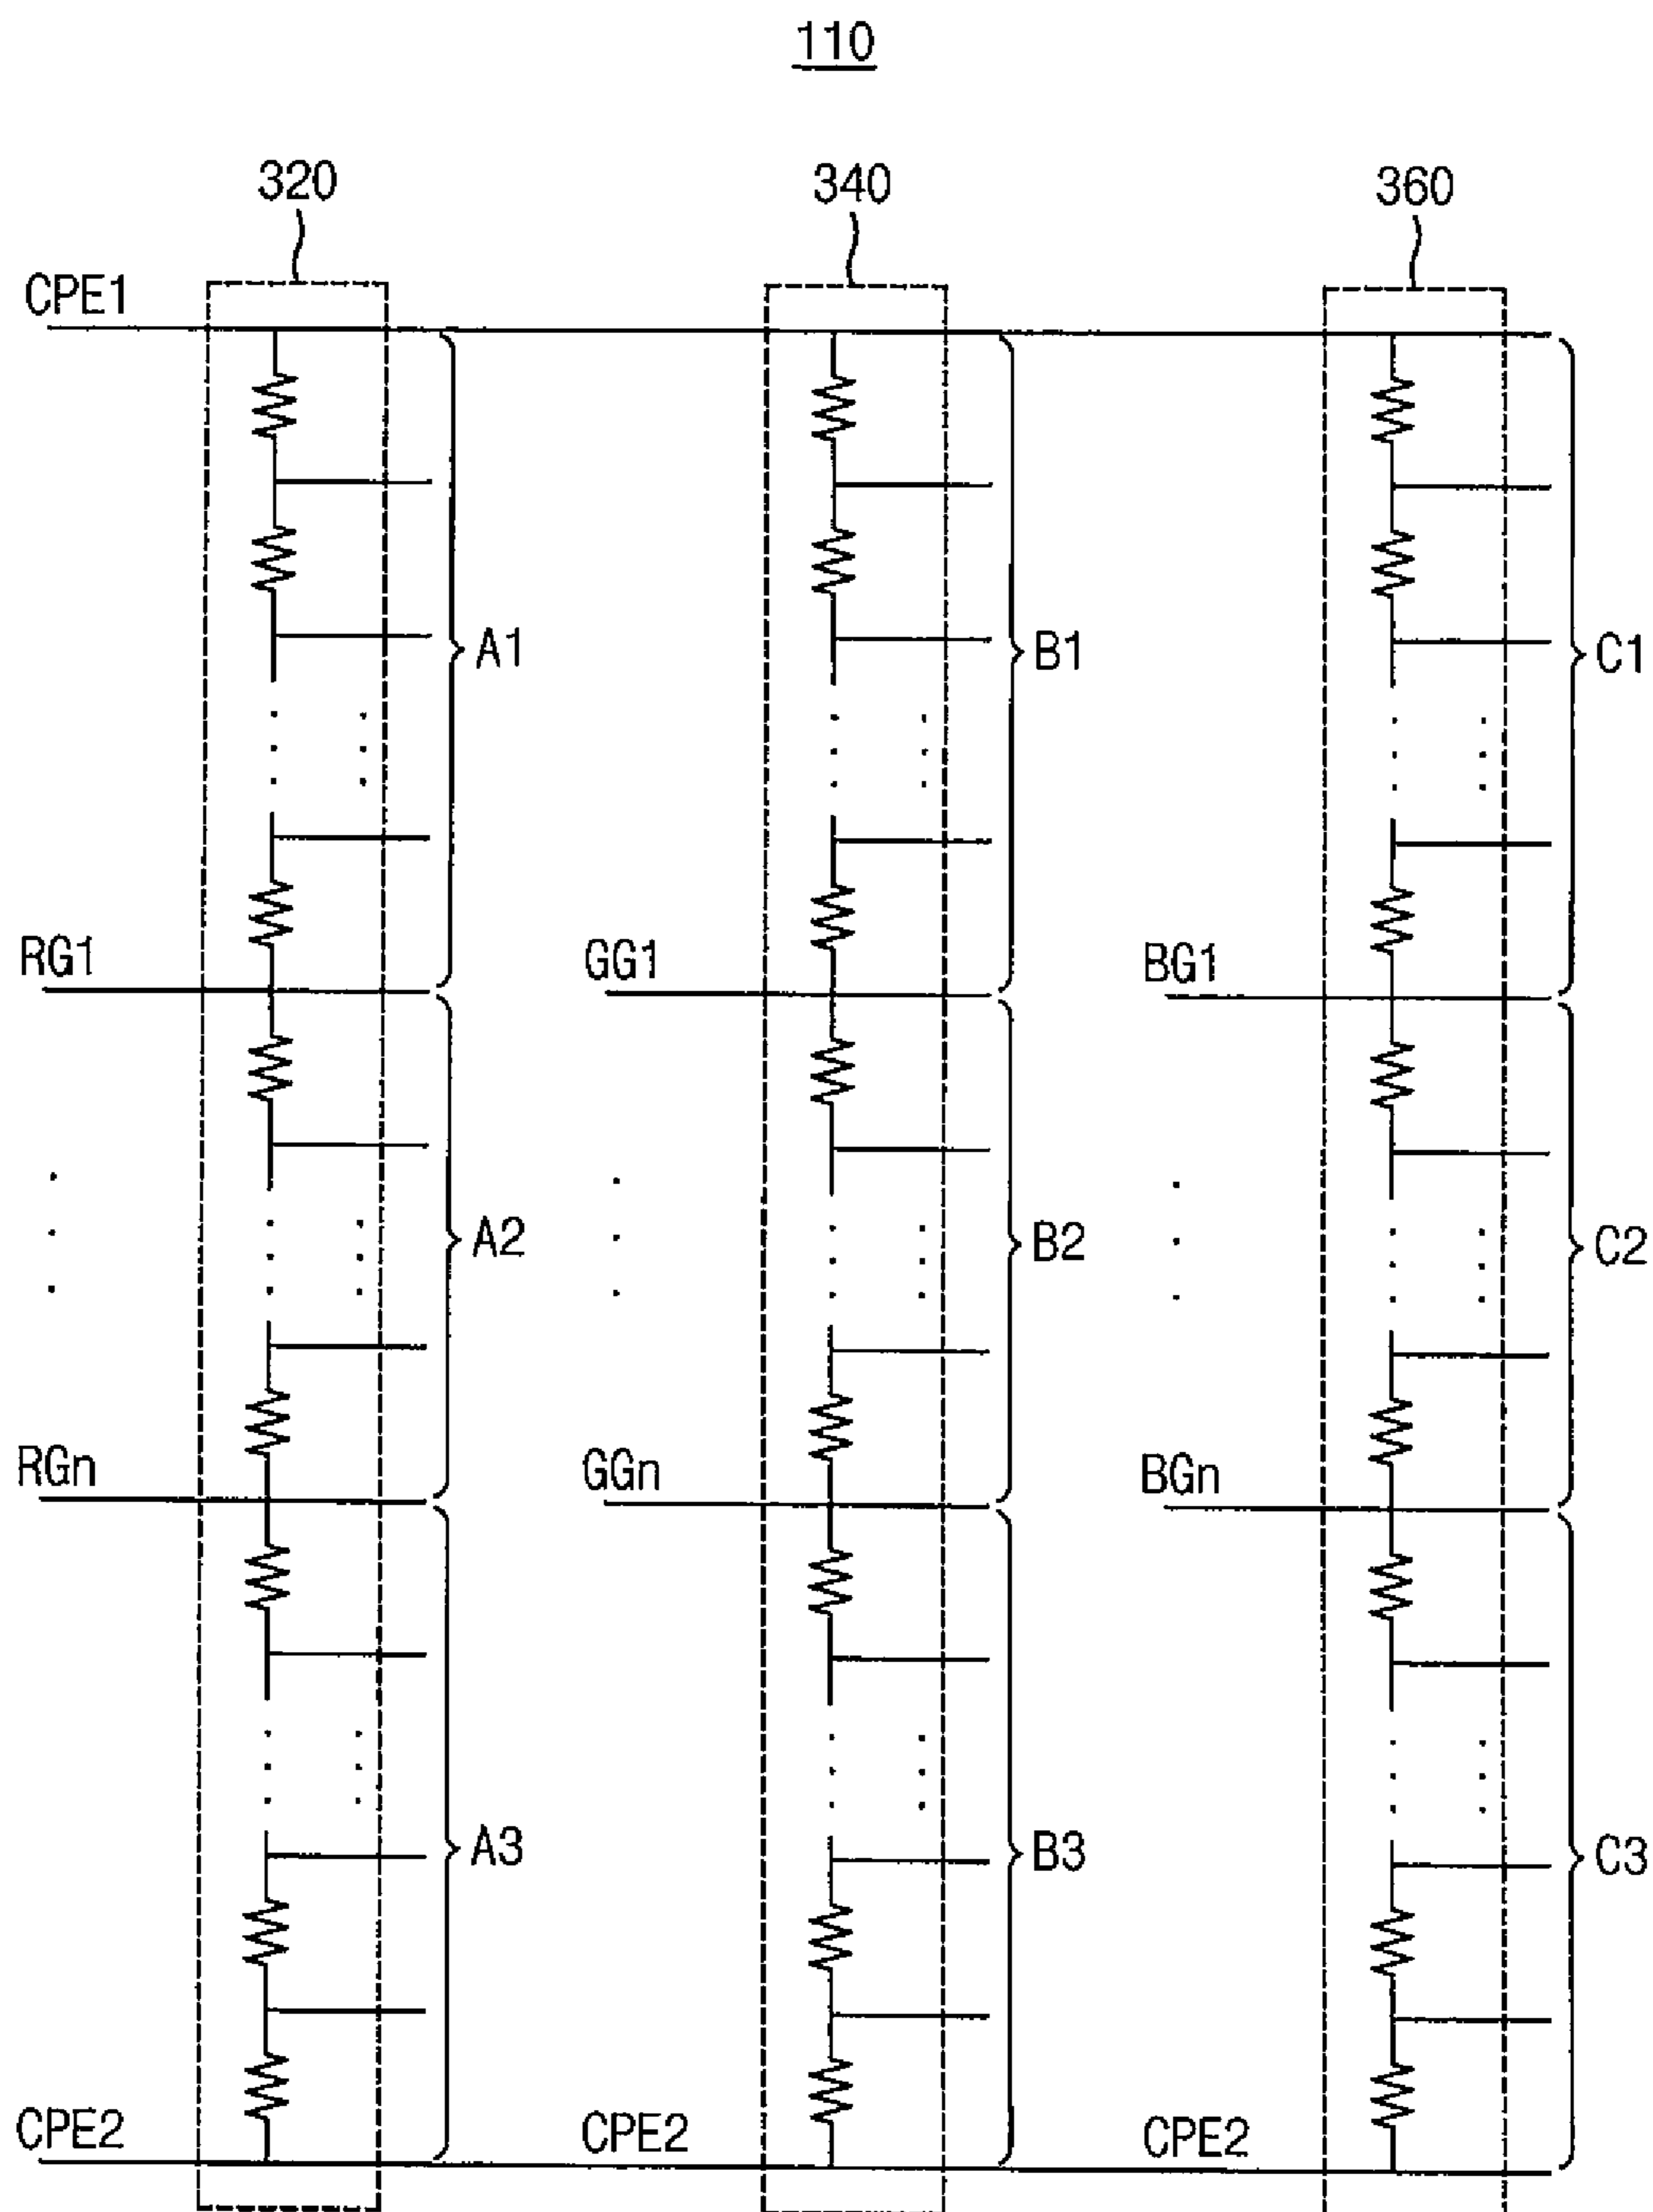 110
320 340 360
CPE1
A1 B1 C1
RG1 GG1 BG1
A2 B2 C2
RGn GGn BGn
A3 B3 C3
CPE2 CPE2 CPE2